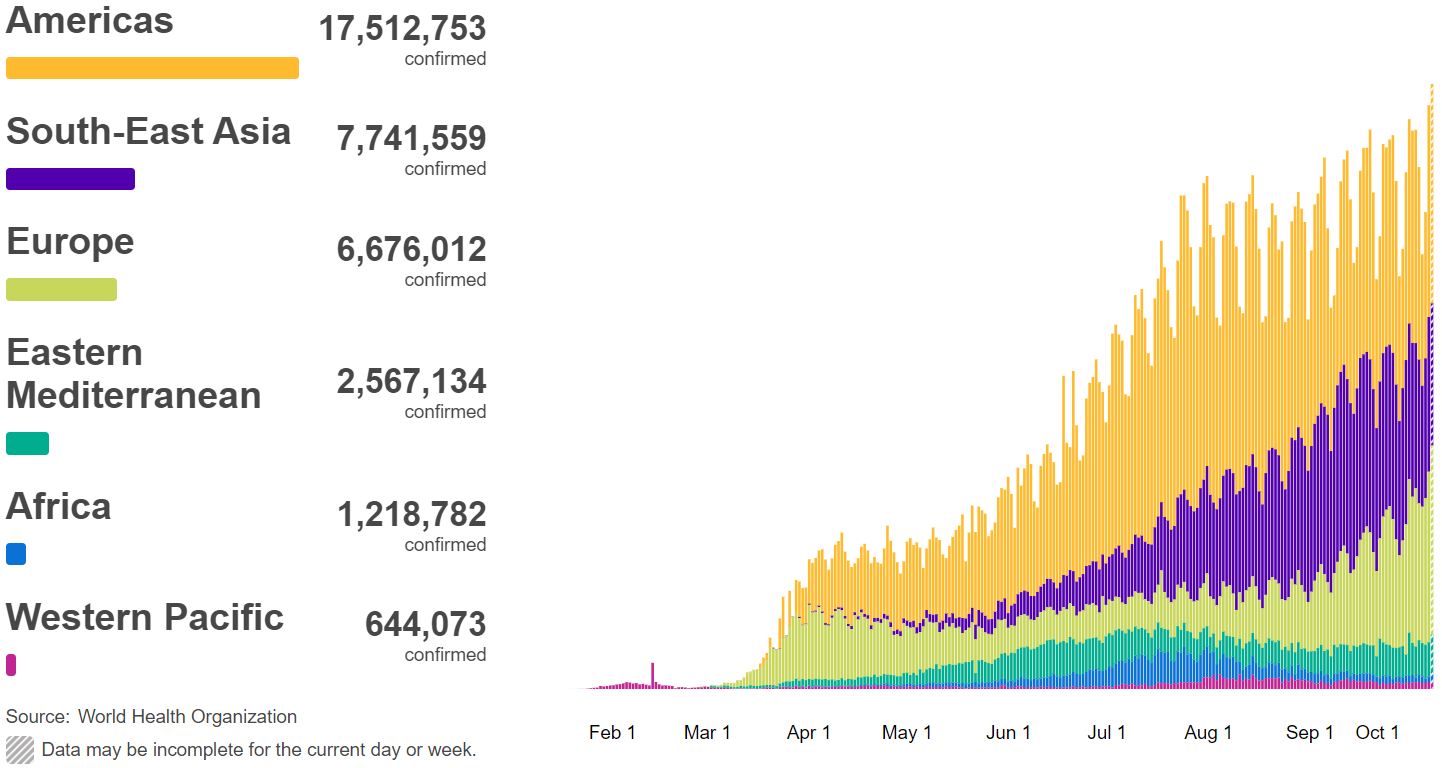 Americas
17,512,753
confirmed
South-East Asia
7,741,559
confirmed
Europe
6,676,012
confirmed
Eastern
Mediterranean
2,567,134
confirmed
Africa
1,218,782
confirmed
Western Pacific
644,073
confirmed
Source: World Health Organization
Data may be incomplete for the current day or week.
Feb 1 Mar 1 Apr 1 May 1 Jun 1 Jul 1 Aug 1 Sep 1 Oct 1